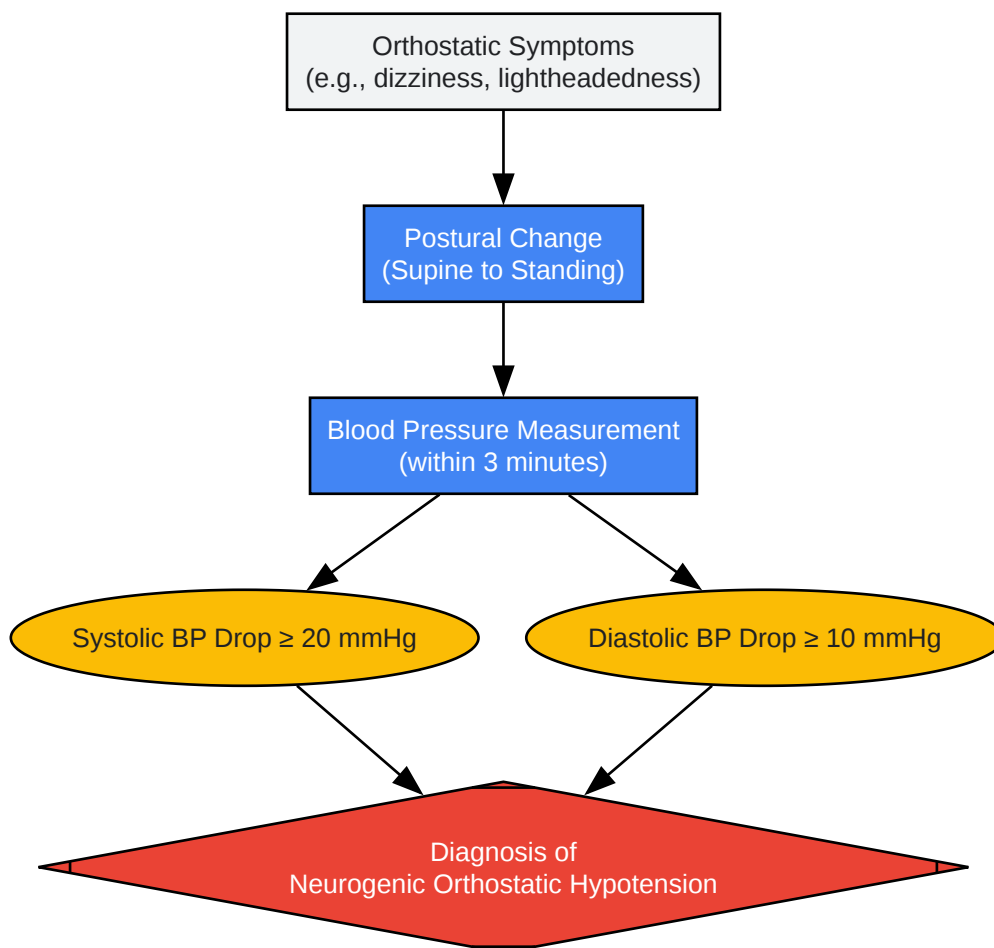 Orthostatic Symptoms
(e.g., dizziness, lightheadedness)
Postural Change
(Supine to Standing)
Blood Pressure Measurement
(within 3 minutes)
Systolic BP Drop ≥ 20 mmHg
Diastolic BP Drop ≥ 10 mmHg
Diagnosis of
Neurogenic Orthostatic Hypotension